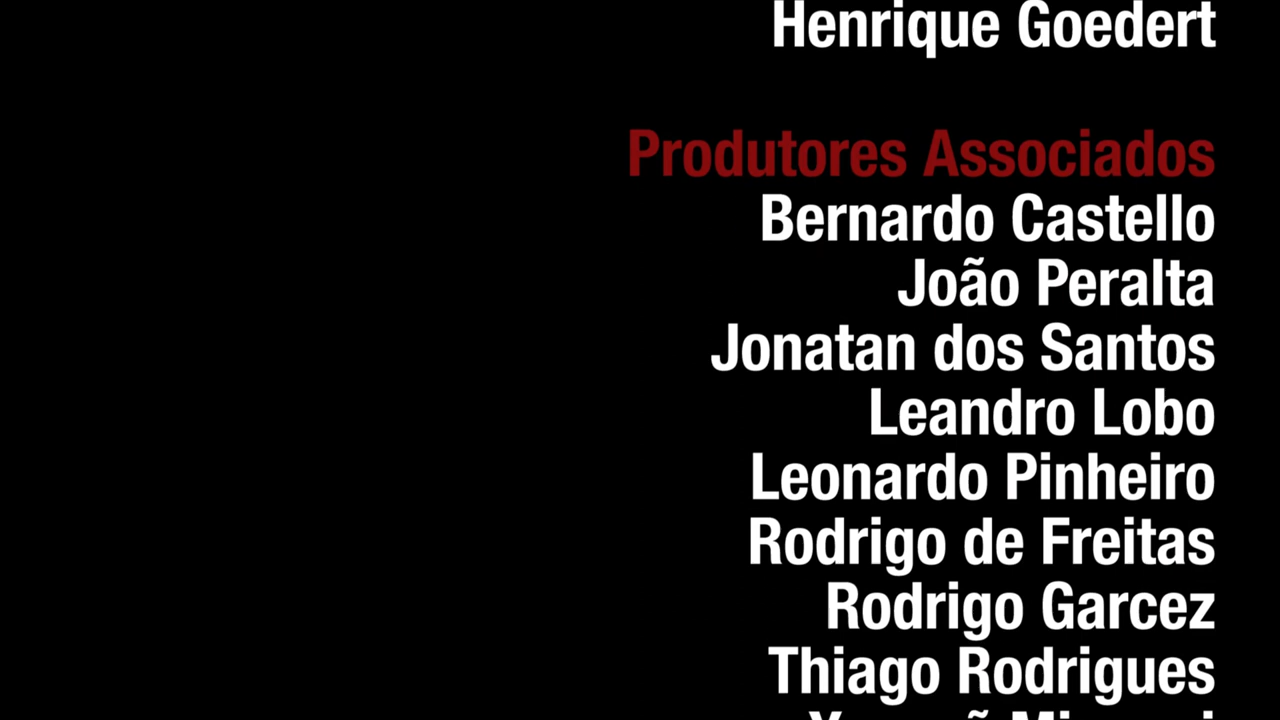 Henrique Goedert
Produtores Associados
Bernardo Castello
João Peralta
Jonatan dos Santos
Leandro Lobo
Leonardo Pinheiro
Rodrigo de Freitas
Rodrigo Garcez
Thiago Rodrigues